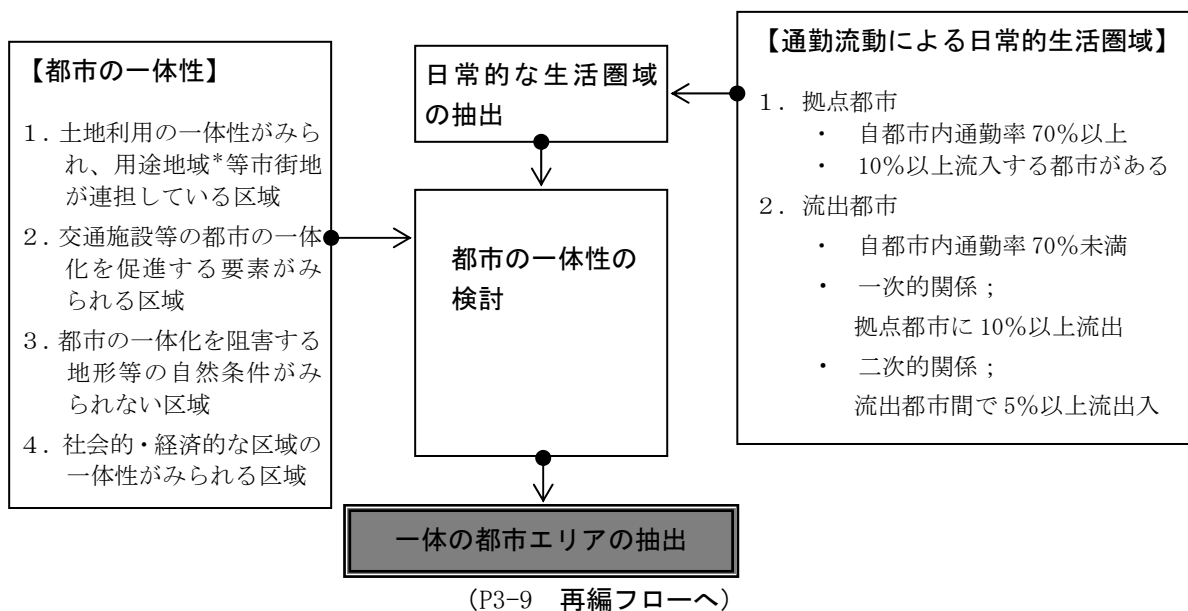 【都市の一体性】
１．土地利用の一体性がみら
れ、用途地域*等市街地
が連担している区域
２．交通施設等の都市の一体
化を促進する要素がみ
られる区域
３．都市の一体化を阻害する
地形等の自然条件がみ
られない区域
４．社会的・経済的な区域の
一体性がみられる区域
日常的な生活圏域
の抽出
都市の一体性の
検討
【通勤流動による日常的生活圏域】
１．拠点都市
・ 自都市内通勤率 70％以上
・ 10％以上流入する都市がある
２．流出都市
・ 自都市内通勤率 70％未満
・ 一次的関係；
拠点都市に 10％以上流出
・ 二次的関係；
流出都市間で 5％以上流出入
一体の都市エリアの抽出
（P3-9 再編フローへ）